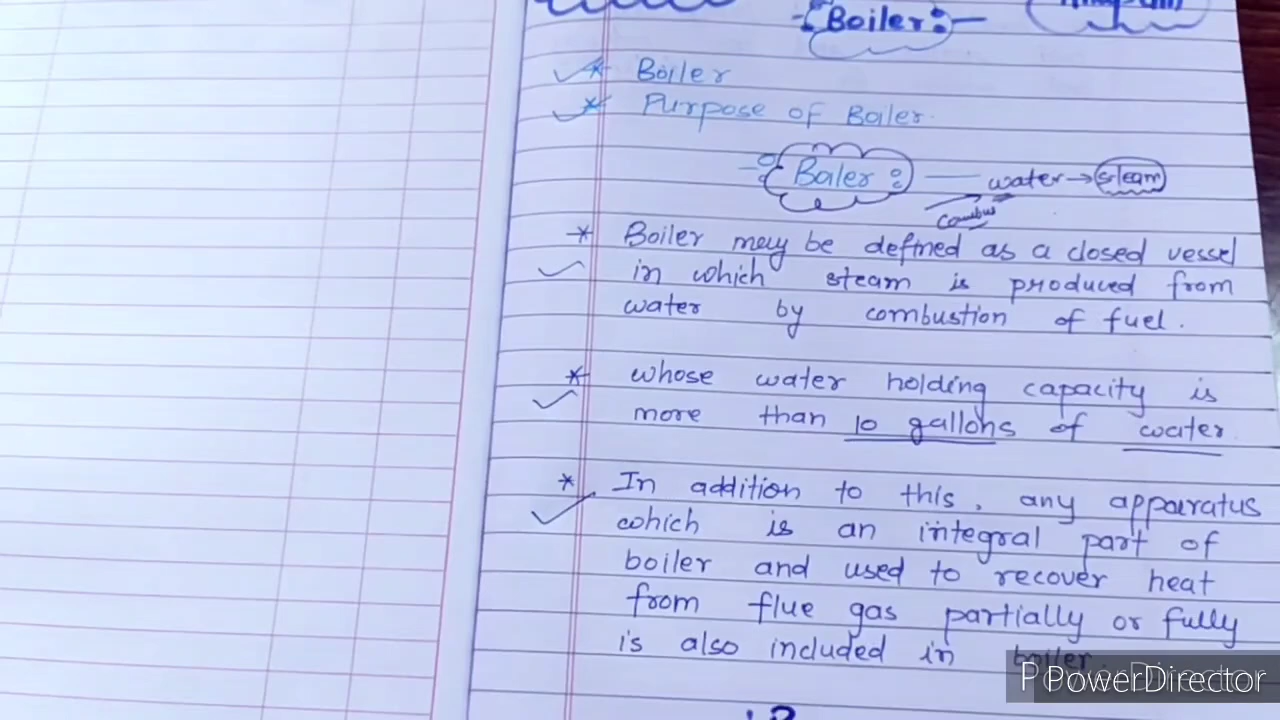 Boiler
* Boiler
* Purpose of Boiler.
Boiler water → steam
* Boiler may be defined as a closed vessel
in which steam is produced from
water by combustion of fuel.
* whose water holding capacity is
more than 10 gallons of water
* In addition to this, any apparatus
which is an integral part of
boiler and used to recover heat
from flue gas partially or fully
is also included in boiler.
PowerDirector